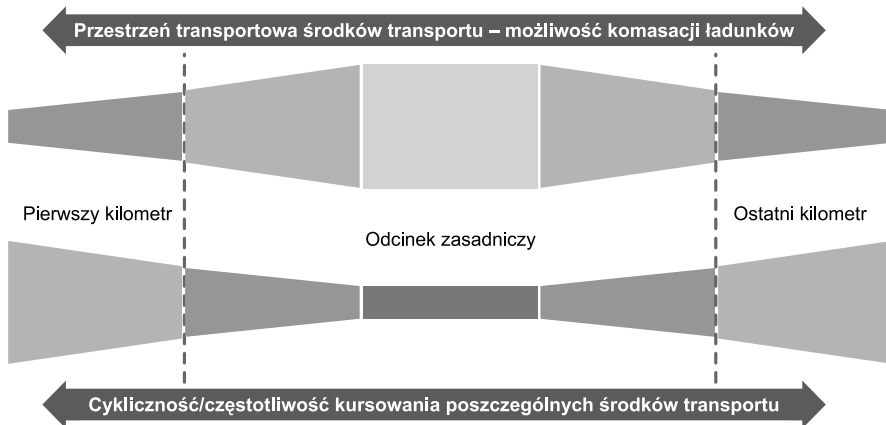 Przestrzeń transportowa środków transportu – możliwość komasacji ładunków
Pierwszy kilometr
Ostatni kilometr
Odcinek zasadniczy
Cykliczność/częstotliwość kursowania poszczególnych środków transportu